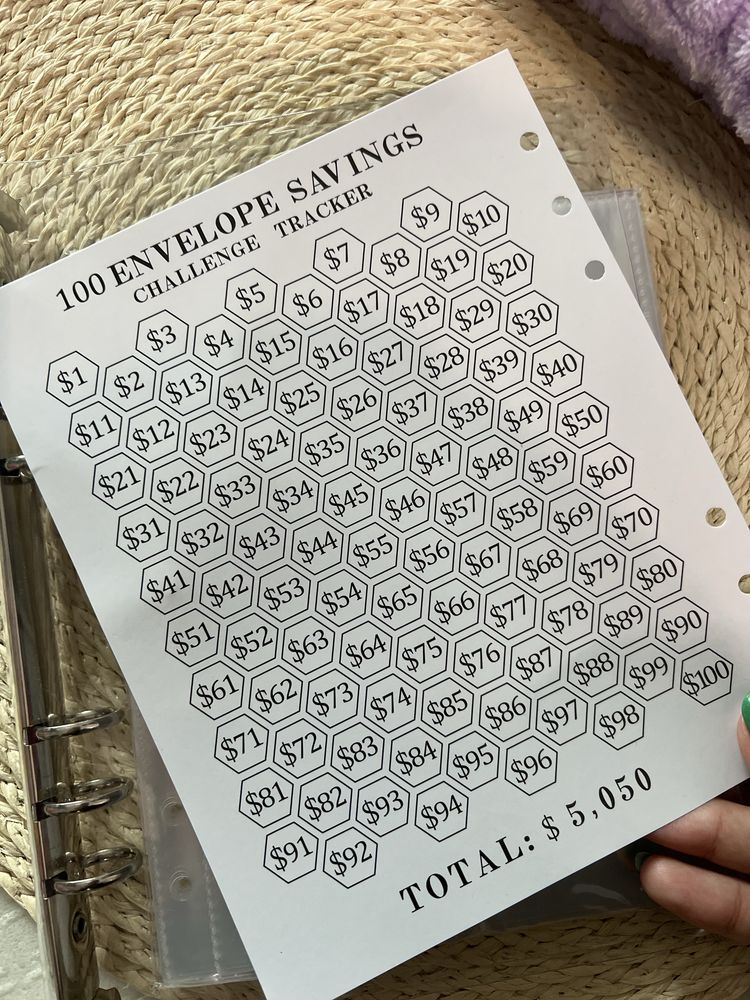 100 ENVELOPE SAVINGS
CHALLENGE TRACKER
$1 $2 $3 $4 $5 $6 $7 $8 $9 $10
$11 $12 $13 $14 $15 $16 $17 $18 $19 $20
$21 $22 $23 $24 $25 $26 $27 $28 $29 $30
$31 $32 $33 $34 $35 $36 $37 $38 $39 $40
$41 $42 $43 $44 $45 $46 $47 $48 $49 $50
$51 $52 $53 $54 $55 $56 $57 $58 $59 $60
$61 $62 $63 $64 $65 $66 $67 $68 $69 $70
$71 $72 $73 $74 $75 $76 $77 $78 $79 $80
$81 $82 $83 $84 $85 $86 $87 $88 $89 $90
$91 $92 $93 $94 $95 $96 $97 $98 $99 $100
TOTAL: $ 5,050